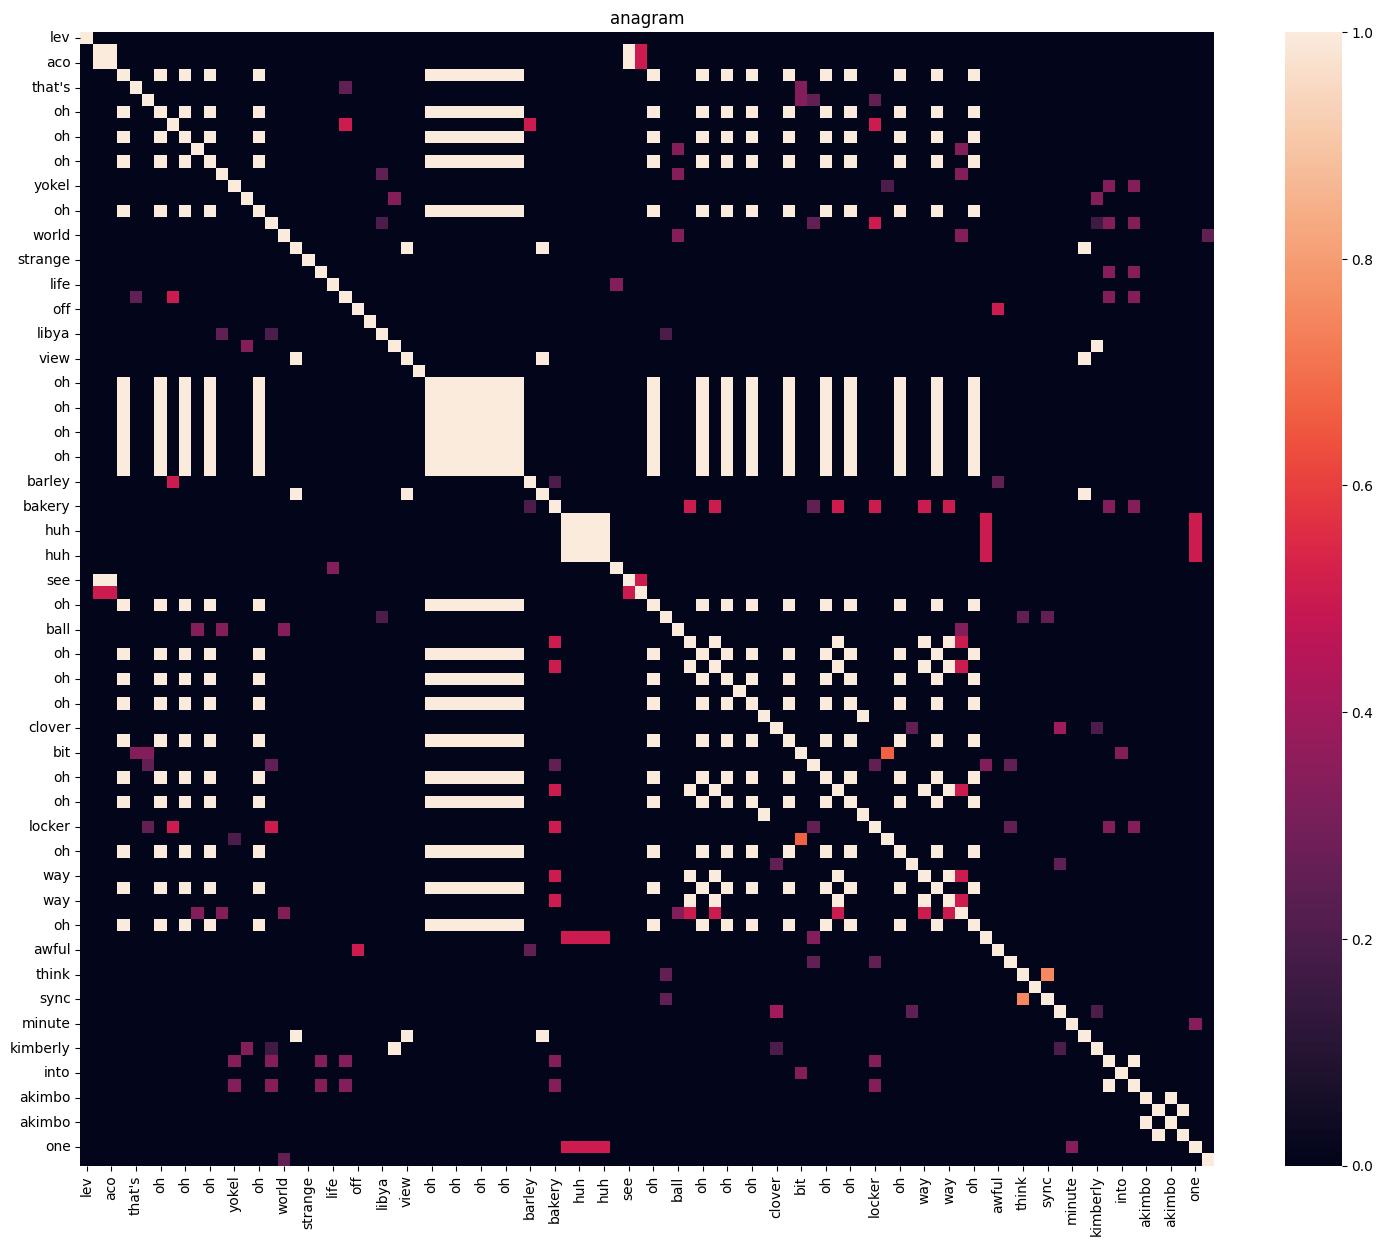 anagram
lev
aco
that's
oh
oh
oh
yokel
oh
world
strange
life
off
libya
view
oh
oh
oh
oh
barley
bakery
huh
huh
see
oh
ball
oh
oh
oh
clover
bit
oh
oh
locker
oh
way
way
oh
awful
think
sync
minute
kimberly
into
akimbo
akimbo
one
lev
aco
that's
oh
oh
oh
yokel
oh
world
strange
life
off
libya
view
oh
oh
oh
oh
barley
bakery
huh
huh
see
oh
ball
oh
oh
oh
clover
bit
oh
oh
locker
oh
way
way
oh
awful
think
sync
minute
kimberly
into
akimbo
akimbo
one
1.0
0.8
0.6
0.4
0.2
0.0